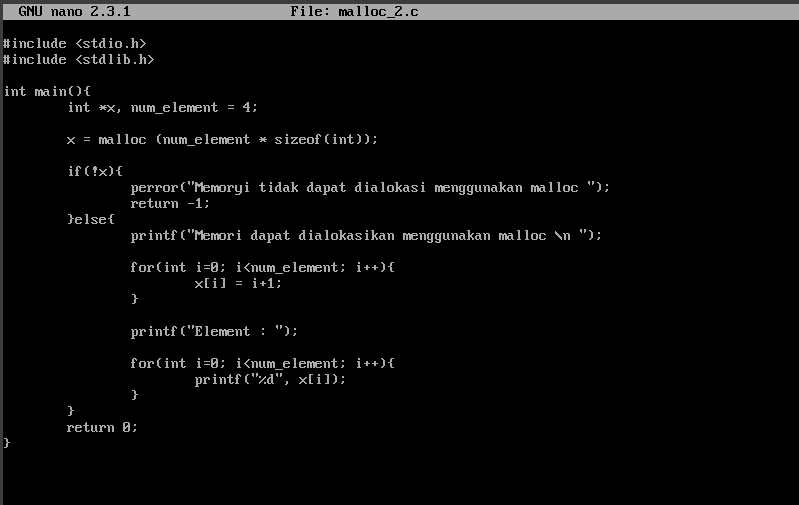 GNU nano 2.3.1 File: malloc_2.c
#include <stdio.h>
#include <stdlib.h>
int main(){
int *x, num_element = 4;
x = malloc (num_element * sizeof(int));
if(!x){
perror("Memoryi tidak dapat dialokasi menggunakan malloc ");
return -1;
}else{
printf("Memori dapat dialokasikan menggunakan malloc \n ");
for(int i=0; i<num_element; i++){
x[i] = i+1;
}
printf("Element : ");
for(int i=0; i<num_element; i++){
printf("%d", x[i]);
}
}
return 0;
}